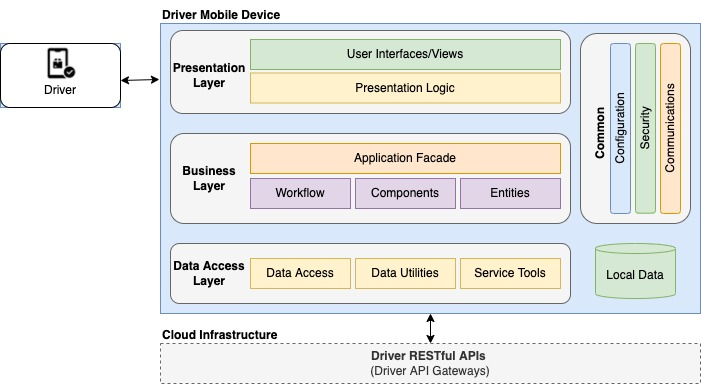 Driver Mobile Device
Driver
Presentation
Layer
User Interfaces/Views
Presentation Logic
Business
Layer
Application Facade
Workflow
Components
Entities
Data Access
Layer
Data Access
Data Utilities
Service Tools
Common
Configuration
Security
Communications
Local Data
Cloud Infrastructure
Driver RESTful APIs
(Driver API Gateways)